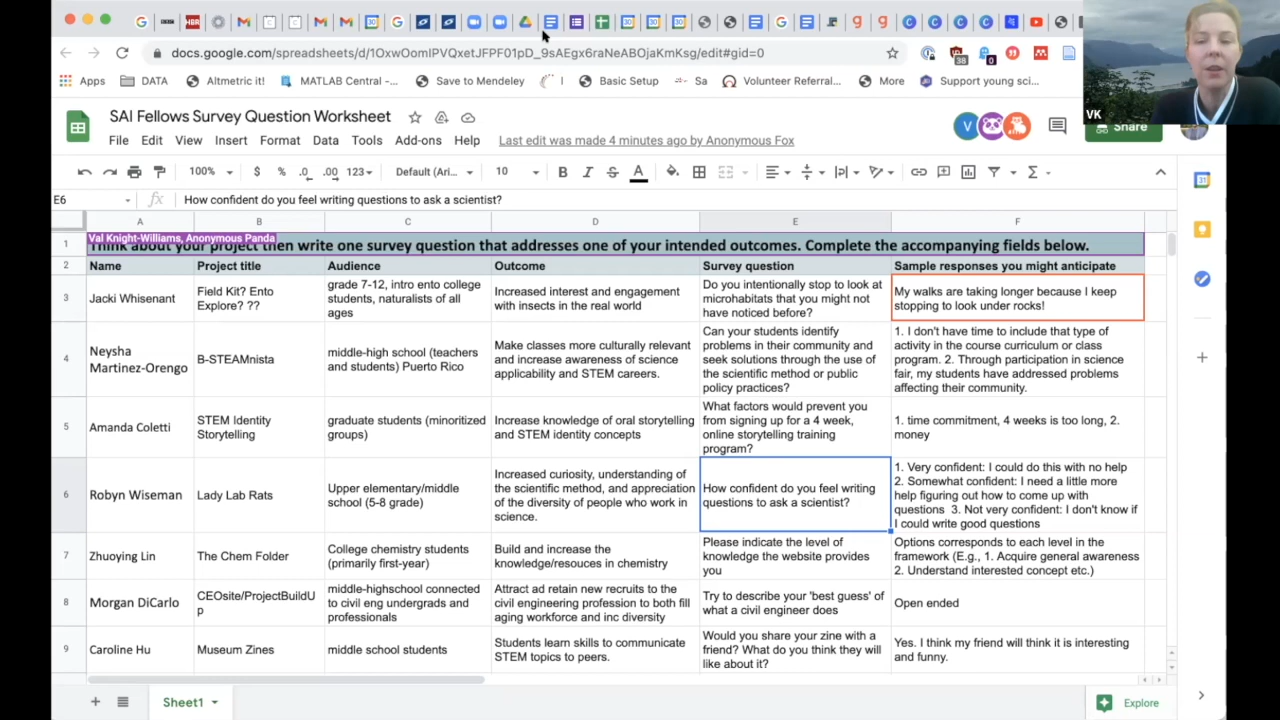 docs.google.com/spreadsheets/d/1OxwOomIPVQxetJFPF01pD_9sAEgx6raNeABOjaKmKsg/edit#gid=0
38
0
Apps
DATA
Altmetric it!
MATLAB Central -...
I
Save to Mendeley
Basic Setup
Sa
Volunteer Referral...
More
Support young sci...
VK
SAI Fellows Survey Question Worksheet
File Edit View Insert Format Data Tools Add-ons Help
Last edit was made 4 minutes ago by Anonymous Fox
V
Share
100% $ % .0 .00 123 Default (Ari... 10 B I S A
E6
fx
How confident do you feel writing questions to ask a scientist?
A B C D E F
Val Knight-Williams, Anonymous Panda
1
Think about your project then write one survey question that addresses one of your intended outcomes. Complete the accompanying fields below.
2
Name
Project title
Audience
Outcome
Survey question
Sample responses you might anticipate
3
Jacki Whisenant
Field Kit? Ento
Explore? ??
grade 7-12, intro ento college
students, naturalists of all
ages
Increased interest and engagement
with insects in the real world
Do you intentionally stop to look at
microhabitats that you might not
have noticed before?
My walks are taking longer because I keep
stopping to look under rocks!
4
Neysha
Martinez-Orengo
B-STEAMnista
middle-high school (teachers
and students) Puerto Rico
Make classes more culturally relevant
and increase awareness of science
applicability and STEM careers.
Can your students identify
problems in their community and
seek solutions through the use of
the scientific method or public
policy practices?
1. I don't have time to include that type of
activity in the course curriculum or class
program. 2. Through participation in science
fair, my students have addressed problems
affecting their community.
5
Amanda Coletti
STEM Identity
Storytelling
graduate students (minoritized
groups)
Increase knowledge of oral storytelling
and STEM identity concepts
What factors would prevent you
from signing up for a 4 week,
online storytelling training
program?
1. time commitment, 4 weeks is too long, 2.
money
6
Robyn Wiseman
Lady Lab Rats
Upper elementary/middle
school (5-8 grade)
Increased curiosity, understanding of
the scientific method, and appreciation
of the diversity of people who work in
science.
How confident do you feel writing
questions to ask a scientist?
1. Very confident: I could do this with no help
2. Somewhat confident: I need a little more
help figuring out how to come up with
questions 3. Not very confident: I don't know if
I could write good questions
7
Zhuoying Lin
The Chem Folder
College chemistry students
(primarily first-year)
Build and increase the
knowledge/resouces in chemistry
Please indicate the level of
knowledge the website provides
you
Options corresponds to each level in the
framework (E.g., 1. Acquire general awareness
2. Understand interested concept etc.)
8
Morgan DiCarlo
CEOsite/ProjectBuildU
p
middle-highschool connected
to civil eng undergrads and
professionals
Attract ad retain new recruits to the
civil engineering profession to both fill
aging workforce and inc diversity
Try to describe your 'best guess' of
what a civil engineer does
Open ended
9
Caroline Hu
Museum Zines
middle school students
Students learn skills to communicate
STEM topics to peers.
Would you share your zine with a
friend? What do you think they will
like about it?
Yes. I think my friend will think it is interesting
and funny.
Sheet1
Explore